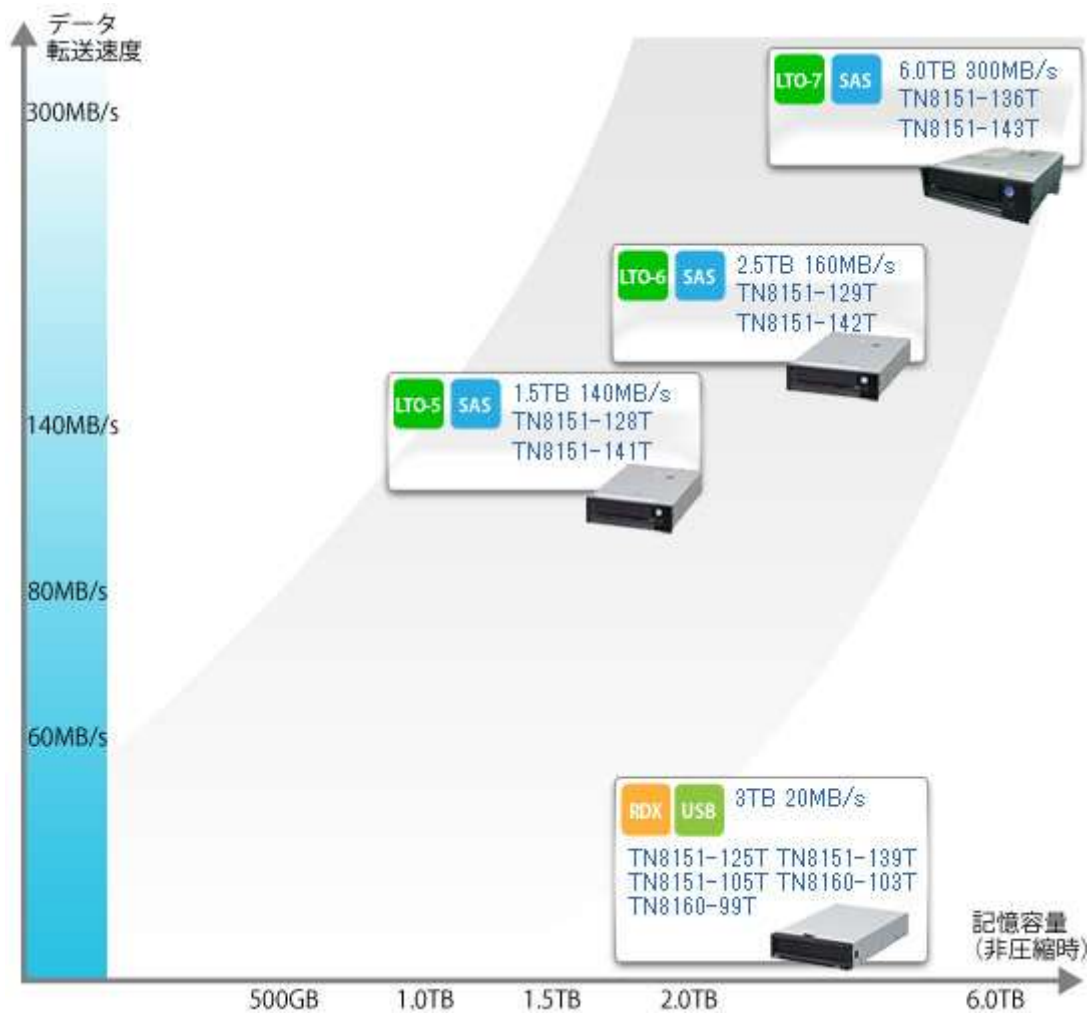 データ
転送速度
300MB/s
140MB/s
80MB/s
60MB/s
LTO-7 SAS 6.0TB 300MB/s
TN8151-136T
TN8151-143T
LTO-6 SAS 2.5TB 160MB/s
TN8151-129T
TN8151-142T
LTO-5 SAS 1.5TB 140MB/s
TN8151-128T
TN8151-141T
RDX USB 3TB 20MB/s
TN8151-125T TN8151-139T
TN8151-105T TN8160-103T
TN8160-99T
記憶容量
(非圧縮時)
500GB 1.0TB 1.5TB 2.0TB 6.0TB